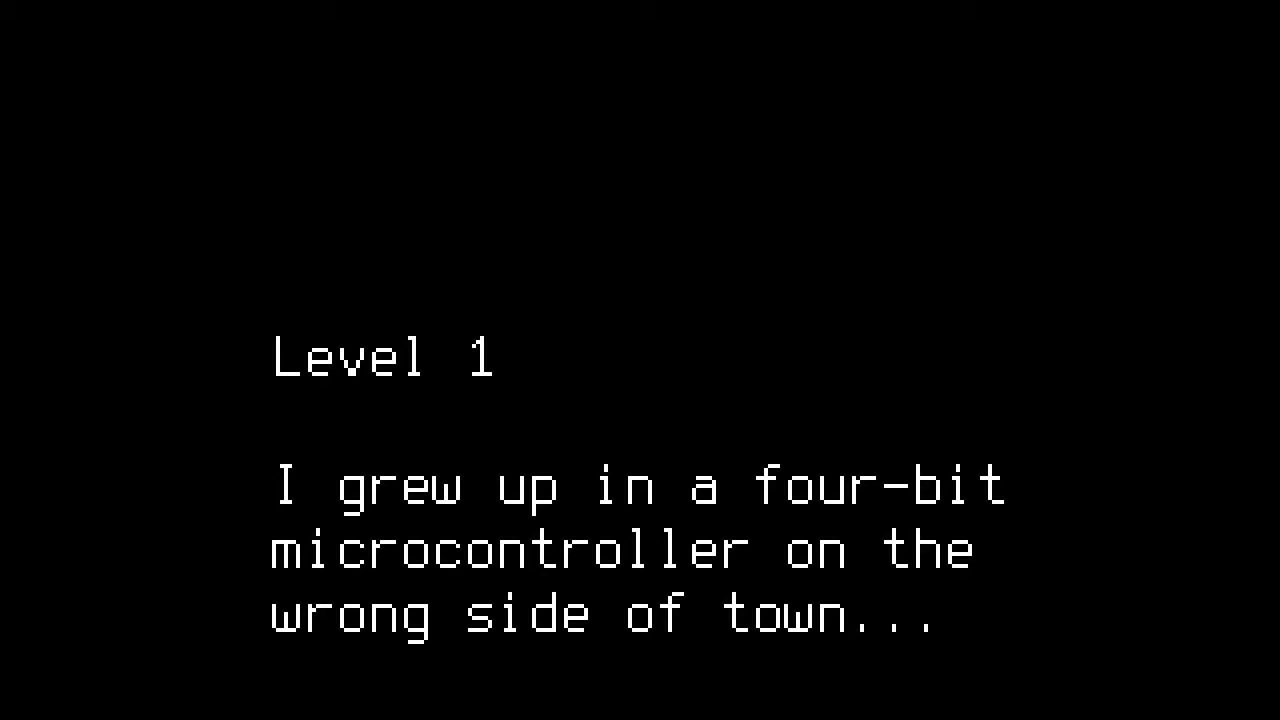 Level 1
I grew up in a four-bit
microcontroller on the
wrong side of town...